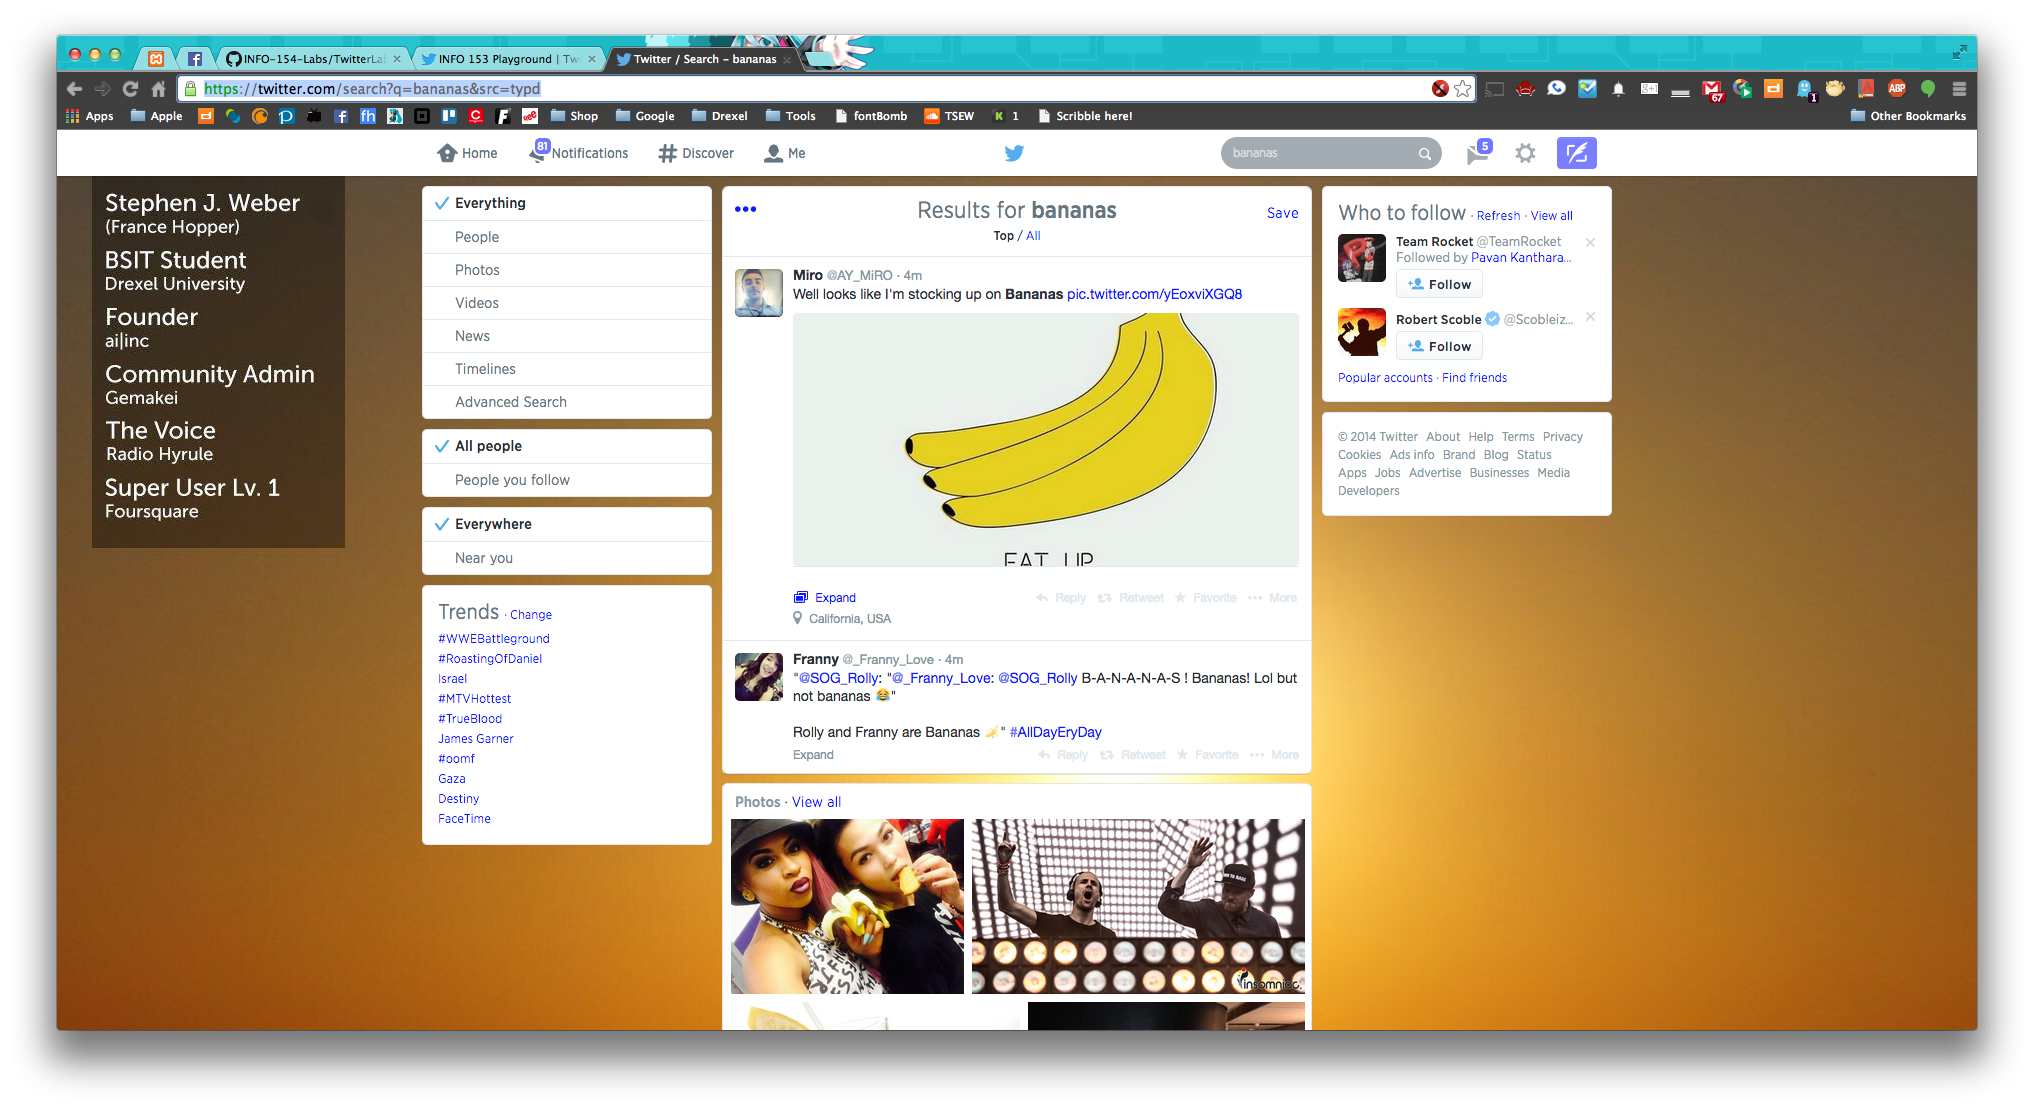 INFO-154-Labs/TwitterLa
INFO 153 Playground | Twi
Twitter / Search - bananas
https://twitter.com/search?q=bananas&src=typd
67
1
ABP
Apps
Apple
Shop
Google
Drexel
Tools
fontBomb
TSEW
1
Scribble here!
Other Bookmarks
Home
81
Notifications
Discover
Me
bananas
5
Stephen J. Weber
(France Hopper)
BSIT Student
Drexel University
Founder
ai|inc
Community Admin
Gemakei
The Voice
Radio Hyrule
Super User Lv. 1
Foursquare
Everything
People
Photos
Videos
News
Timelines
Advanced Search
All people
People you follow
Everywhere
Near you
Trends · Change
#WWEBattleground
#RoastingOfDaniel
Israel
#MTVHottest
#TrueBlood
James Garner
#oomf
Gaza
Destiny
FaceTime
Results for bananas
Save
Top / All
Miro @AY_MiRO · 4m
Well looks like I'm stocking up on Bananas pic.twitter.com/yEoxviXGQ8
EAT UP
Expand
Reply Retweet Favorite More
California, USA
Franny @_Franny_Love · 4m
"@SOG_Rolly: "@_Franny_Love: @SOG_Rolly B-A-N-A-N-A-S ! Bananas! Lol but
not bananas 😂"
Rolly and Franny are Bananas 🍌" #AllDayEryDay
Expand
Reply Retweet Favorite More
Photos · View all
insomniac
Who to follow · Refresh · View all
Team Rocket @TeamRocket
Followed by Pavan Kanthara...
Follow
Robert Scoble @Scobleiz...
Follow
Popular accounts · Find friends
© 2014 Twitter About Help Terms Privacy
Cookies Ads info Brand Blog Status
Apps Jobs Advertise Businesses Media
Developers